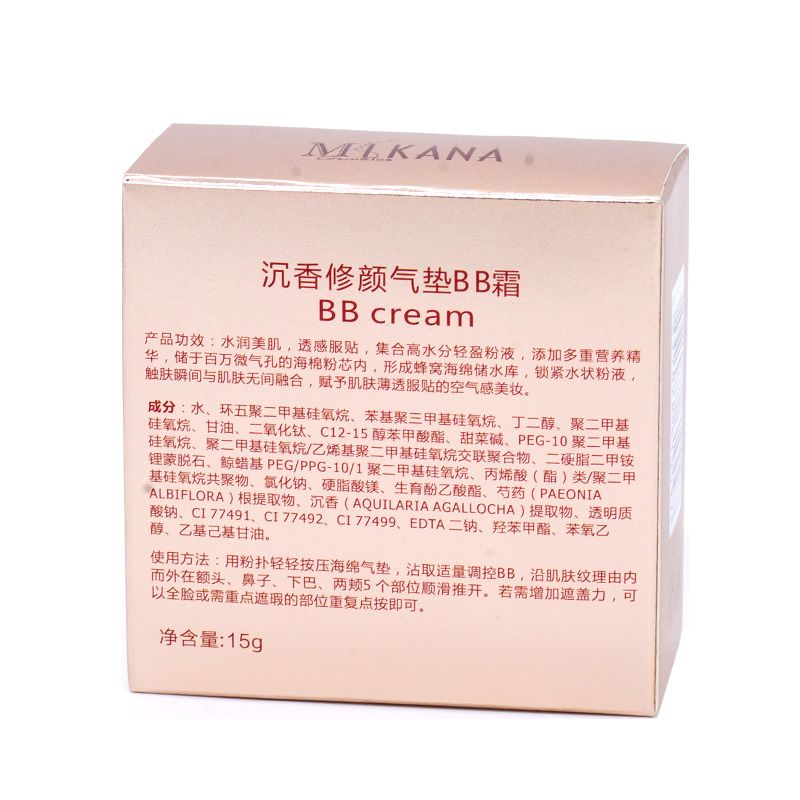 MIKANA
Cosmetics
沉香修颜气垫BB霜
BB cream
产品功效：水润美肌，透感服贴，集合高水分轻盈粉液，添加多重营养精
华，储于百万微气孔的海棉粉芯内，形成蜂窝海绵储水库，锁紧水状粉液，
触肤瞬间与肌肤无间融合，赋予肌肤薄透服贴的空气感美妆。
成分：水、环五聚二甲基硅氧烷、苯基聚三甲基硅氧烷、丁二醇、聚二甲基
硅氧烷、甘油、二氧化钛、C12-15 醇苯甲酸酯、甜菜碱、PEG-10 聚二甲基
硅氧烷、聚二甲基硅氧烷/乙烯基聚二甲基硅氧烷交联聚合物、二硬脂二甲铵
锂蒙脱石、鲸蜡基 PEG/PPG-10/1 聚二甲基硅氧烷、丙烯酸（酯）类/聚二甲
基硅氧烷共聚物、氯化钠、硬脂酸镁、生育酚乙酸酯、芍药（PAEONIA
ALBIFLORA）根提取物、沉香（AQUILARIA AGALLOCHA）提取物、透明质
酸钠、CI 77491、CI 77492、CI 77499、EDTA 二钠、羟苯甲酯、苯氧乙
醇、乙基己基甘油。
使用方法：用粉扑轻轻按压海绵气垫，沾取适量调控BB，沿肌肤纹理由内
而外在额头、鼻子、下巴、两颊5个部位顺滑推开。若需增加遮盖力，可
以全脸或需重点遮瑕的部位重复点按即可。
净含量:15g